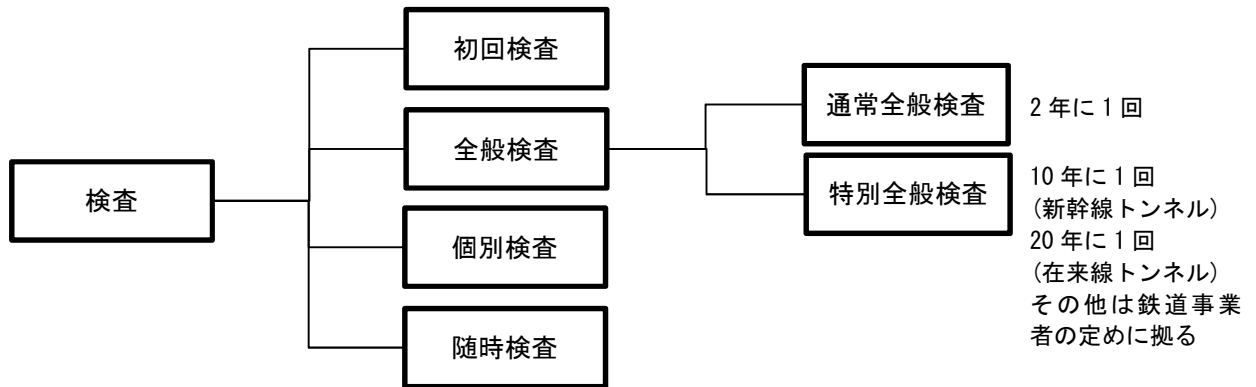 検査
初回検査
全般検査
個別検査
随時検査
通常全般検査
2年に1回
特別全般検査
10年に1回
(新幹線トンネル)
20年に1回
(在来線トンネル)
その他は鉄道事業
者の定めに拠る